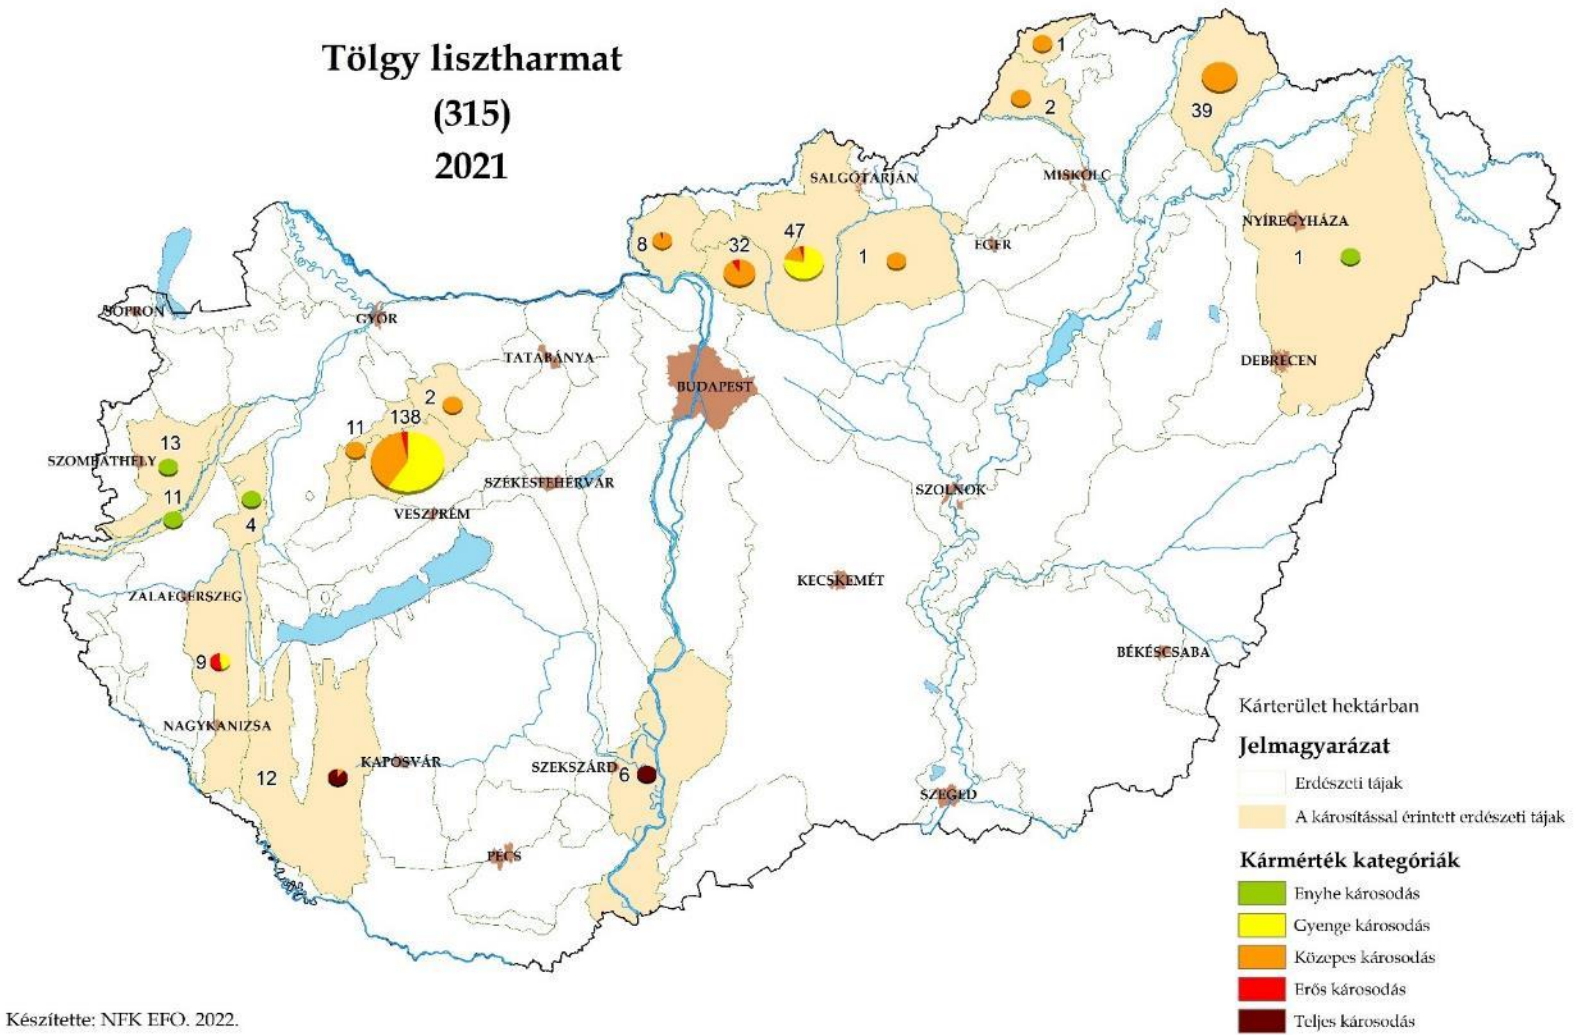 Tölgy lisztharmat
(315)
2021
1
2
39
SALGÓTARJÁN
MISKOLC
NYÍREGYHÁZA
8
32
47
1
EGER
1
SOPRON
GYŐR
TATABÁNYA
BUDAPEST
DEBRECEN
2
138
11
13
SZOMBATHELY
11
4
SZÉKESFEHÉRVÁR
VESZPRÉM
SZOLNOK
ZALAEGERSZEG
KECSKEMÉT
9
BÉKÉSCSABA
NAGYKANIZSA
12
KAPOSVÁR
SZEKSZÁRD
6
SZEGED
PÉCS
Kárterület hektárban
Jelmagyarázat
Erdészeti tájak
A károsítással érintett erdészeti tájak
Kármérték kategóriák
Enyhe károsodás
Gyenge károsodás
Közepes károsodás
Erős károsodás
Teljes károsodás
Készítette: NFK EFO. 2022.